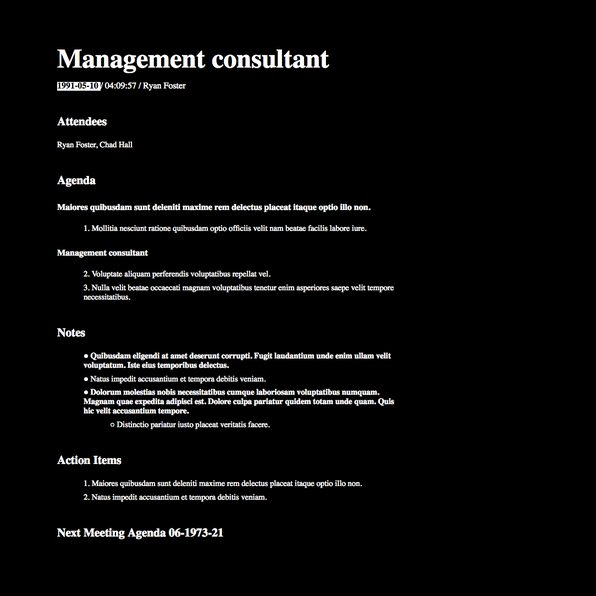 Management consultant
1991-05-10 / 04:09:57 / Ryan Foster
Attendees
Ryan Foster, Chad Hall
Agenda
Maiores quibusdam sunt deleniti maxime rem delectus placeat itaque optio illo non.
1. Mollitia nesciunt ratione quibusdam optio officiis velit nam beatae facilis labore iure.
Management consultant
2. Voluptate aliquam perferendis voluptatibus repellat vel.
3. Nulla velit beatae occaecati magnam voluptatibus tenetur enim asperiores saepe velit tempore
necessitatibus.
Notes
● Quibusdam eligendi at amet deserunt corrupti. Fugit laudantium unde enim ullam velit
voluptatum. Iste eius temporibus delectus.
● Natus impedit accusantium et tempora debitis veniam.
● Dolorum molestias nobis necessitatibus cumque laboriosam voluptatibus numquam.
Magnam quae expedita adipisci est. Dolore culpa pariatur quidem totam unde quam. Quis
hic velit accusantium tempore.
○ Distinctio pariatur iusto placeat veritatis facere.
Action Items
1. Maiores quibusdam sunt deleniti maxime rem delectus placeat itaque optio illo non.
2. Natus impedit accusantium et tempora debitis veniam.
Next Meeting Agenda 06-1973-21